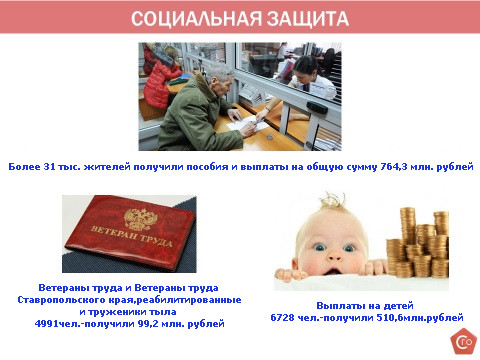 СОЦИАЛЬНАЯ ЗАЩИТА
Более 31 тыс. жителей получили пособия и выплаты на общую сумму 764,3 млн. рублей
ВЕТЕРАН ТРУДА
Ветераны труда и Ветераны труда
Ставропольского края,реабилитированные
и труженики тыла
4991чел.-получили 99,2 млн. рублей
Выплаты на детей
6728 чел.-получили 510,6млн.рублей
СГО